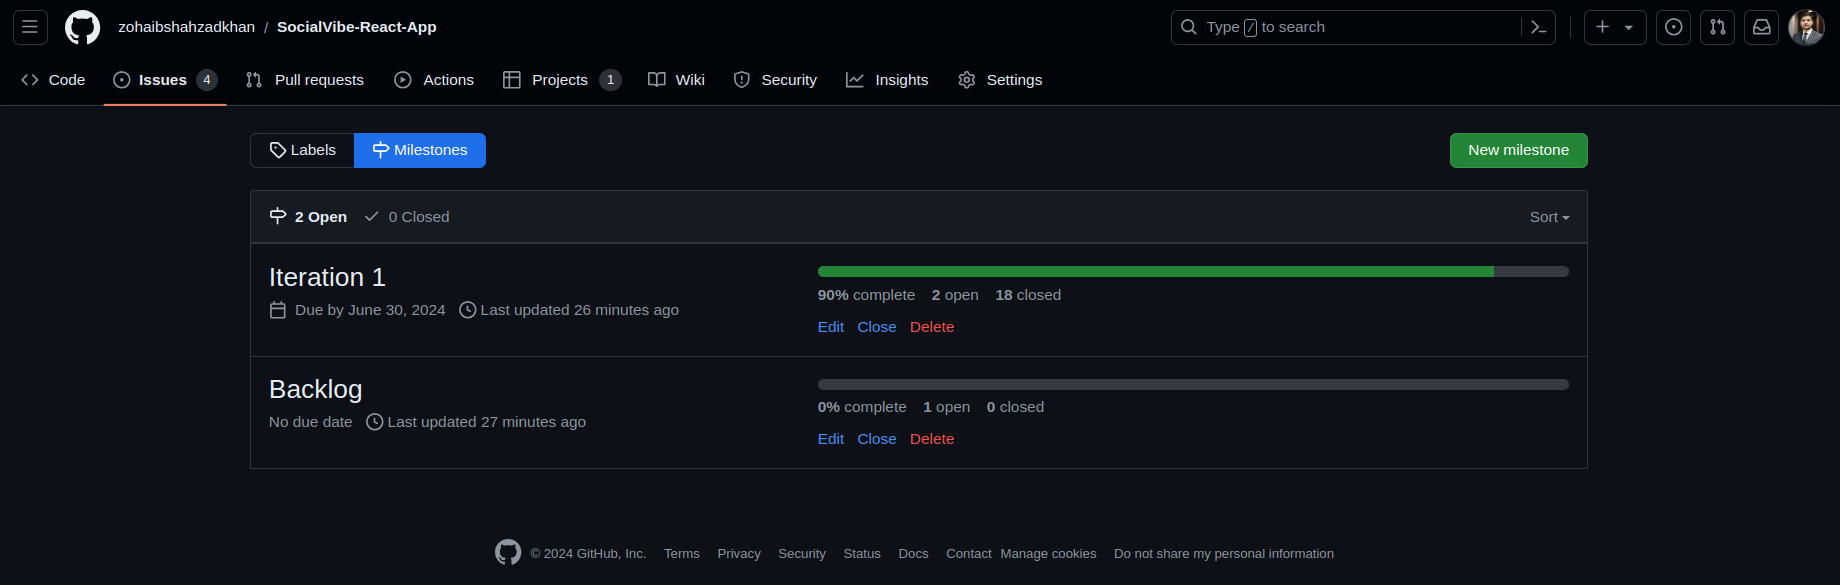 zohaibshahzadkhan / SocialVibe-React-App
Type / to search
Code Issues 4 Pull requests Actions Projects 1 Wiki Security Insights Settings
Labels Milestones
New milestone
2 Open 0 Closed
Sort
Iteration 1
Due by June 30, 2024 Last updated 26 minutes ago
90% complete 2 open 18 closed
Edit Close Delete
Backlog
No due date Last updated 27 minutes ago
0% complete 1 open 0 closed
Edit Close Delete
© 2024 GitHub, Inc. Terms Privacy Security Status Docs Contact Manage cookies Do not share my personal information